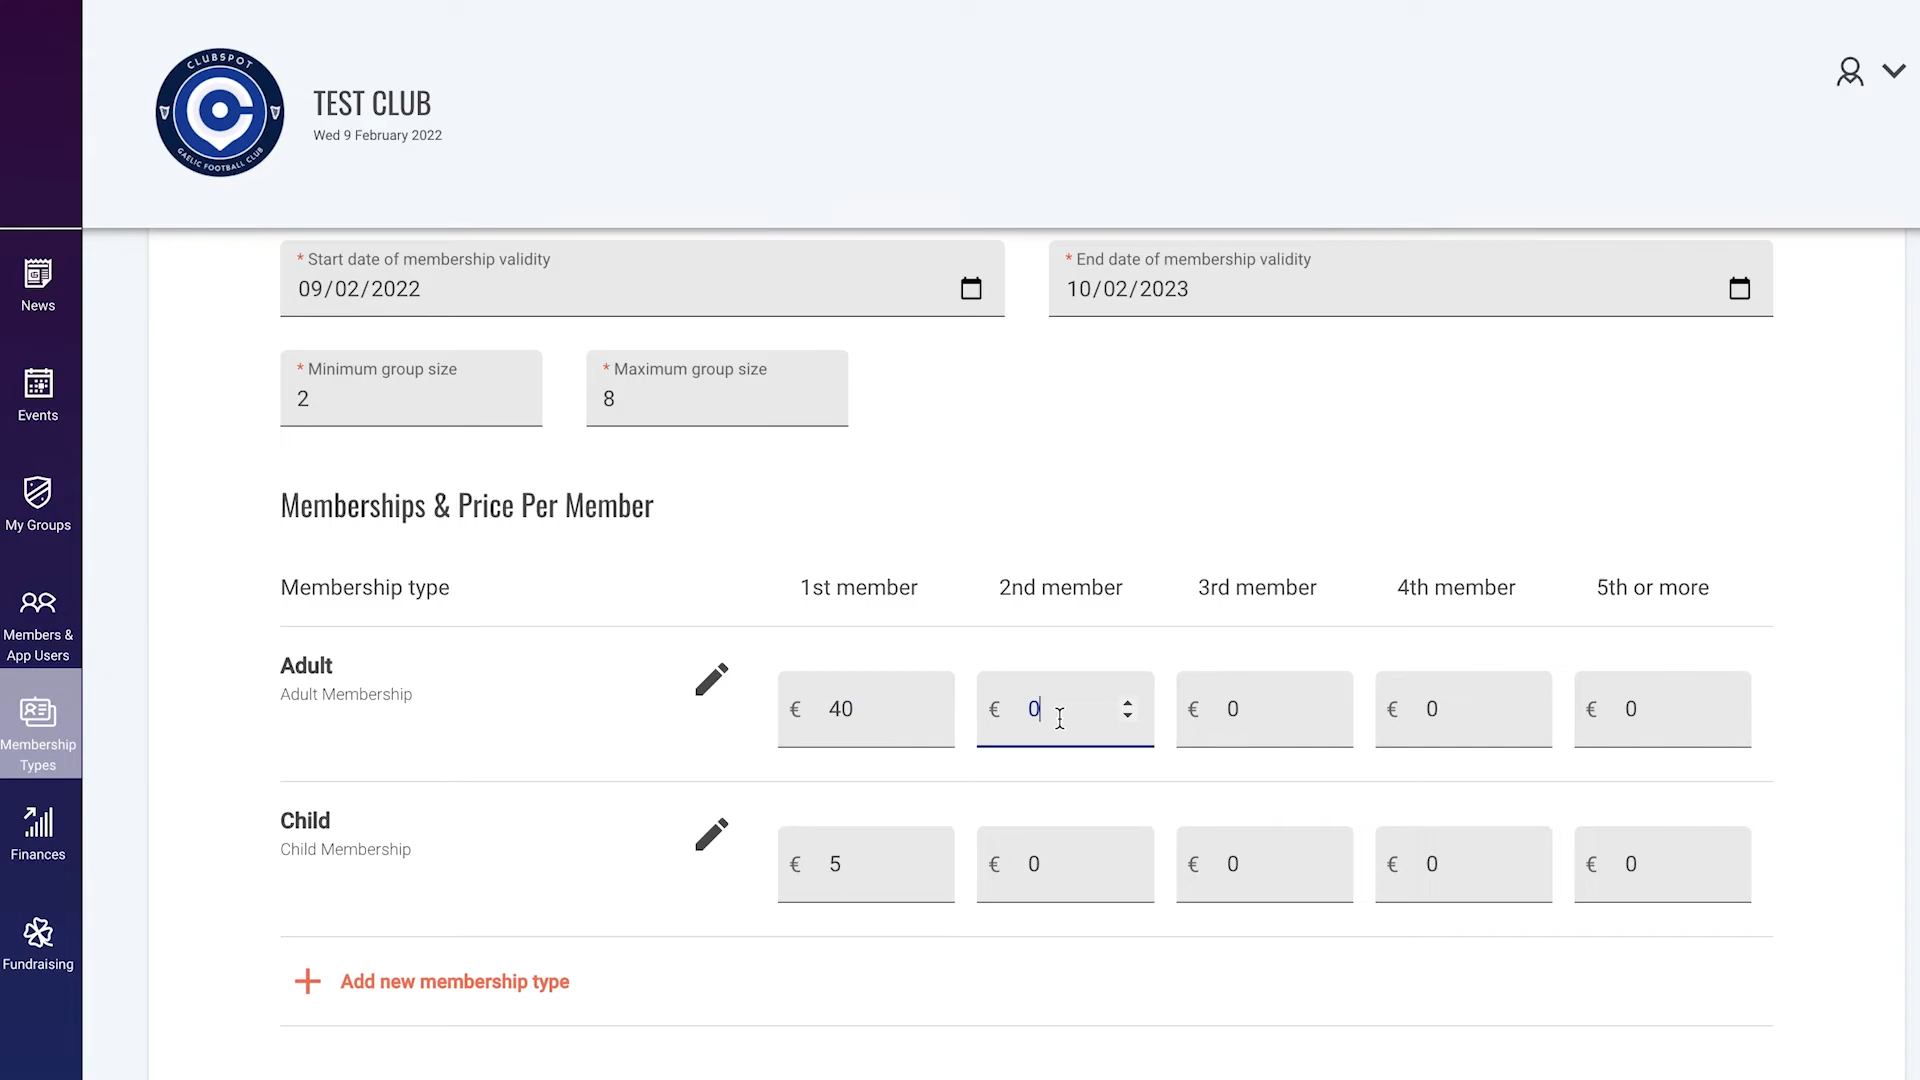 CLUBSPOT
GAELIC FOOTBALL CLUB
TEST CLUB
Wed 9 February 2022
News
Events
My Groups
Members &
App Users
Membership
Types
Finances
Fundraising
* Start date of membership validity
09/02/2022
* End date of membership validity
10/02/2023
* Minimum group size
2
* Maximum group size
8
Memberships & Price Per Member
Membership type 1st member 2nd member 3rd member 4th member 5th or more
Adult
Adult Membership
€ 40 € 0 € 0 € 0 € 0
Child
Child Membership
€ 5 € 0 € 0 € 0 € 0
+ Add new membership type